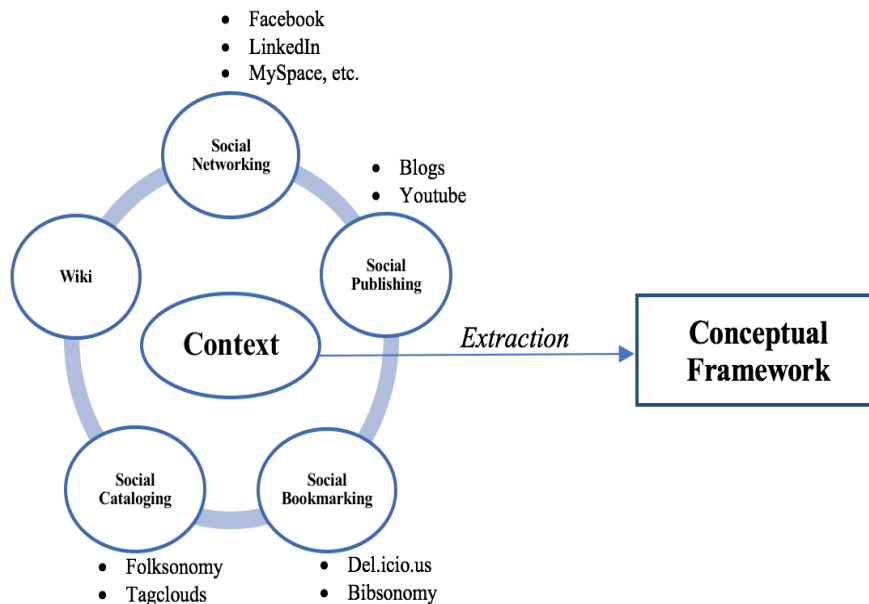 • Facebook
• LinkedIn
• MySpace, etc.
Social
Networking
• Blogs
• Youtube
Social
Publishing
Wiki
Context
Extraction
Conceptual
Framework
Social
Cataloging
Social
Bookmarking
• Folksonomy
• Tagclouds
• Del.icio.us
• Bibsonomy